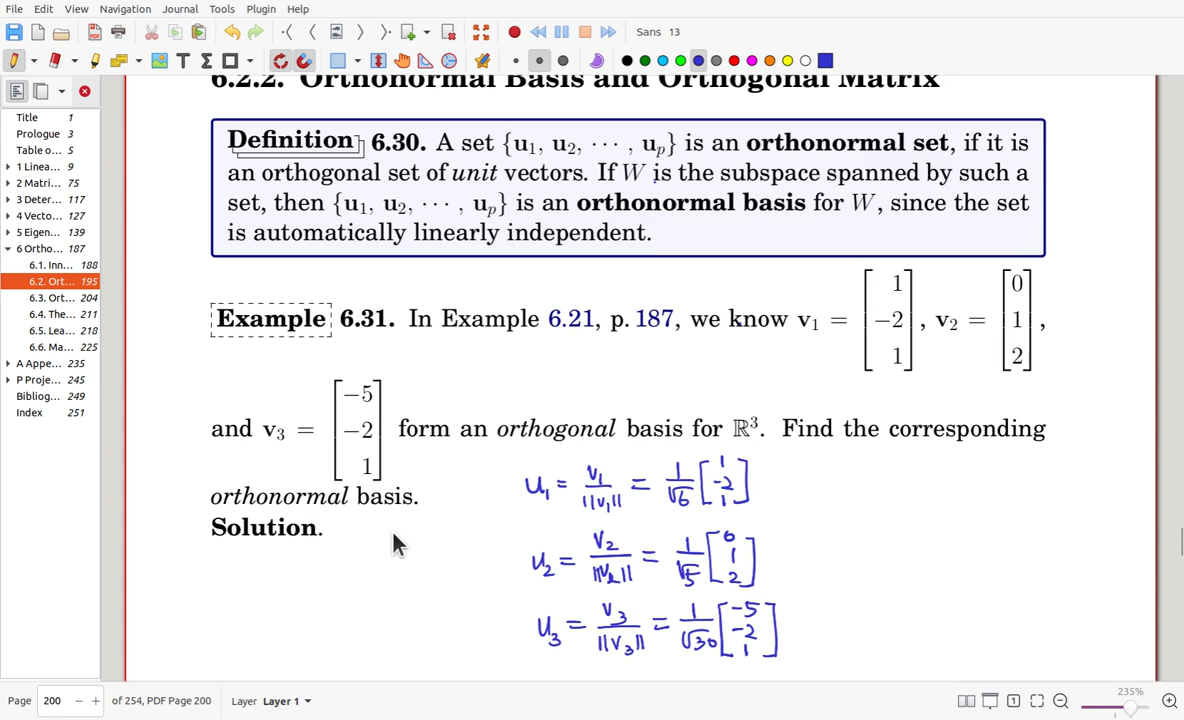 File Edit View Navigation Journal Tools Plugin Help
Sans 13
6.2.2. Orthonormal Basis and Orthogonal Matrix
Title 1
Prologue 3
Table o... 5
1 Linea... 9
2 Matri... 75
3 Deter... 117
4 Vecto... 127
5 Eigen... 139
6 Ortho... 187
6.1. Inn... 188
6.2. Ort... 195
6.3. Ort... 204
6.4. The... 211
6.5. Lea... 218
6.6. Ma... 225
A Appe... 235
P Proje... 245
Bibliog... 249
Index 251
Definition 6.30. A set {u₁, u₂, ⋯ , uₚ} is an orthonormal set, if it is
an orthogonal set of unit vectors. If W is the subspace spanned by such a
set, then {u₁, u₂, ⋯ , uₚ} is an orthonormal basis for W, since the set
is automatically linearly independent.
Example 6.31. In Example 6.21, p. 187, we know v₁ = [1 −2 1], v₂ = [0 1 2],
and v₃ = [−5 −2 1] form an orthogonal basis for ℝ³. Find the corresponding
orthonormal basis.
Solution.
u₁ = v₁/||v₁|| = 1/√6 [1 -2 1]
u₂ = v₂/||v₂|| = 1/√5 [0 1 2]
u₃ = v₃/||v₃|| = 1/√30 [-5 -2 1]
Page 200 − + of 254, PDF Page 200 Layer Layer 1 235%